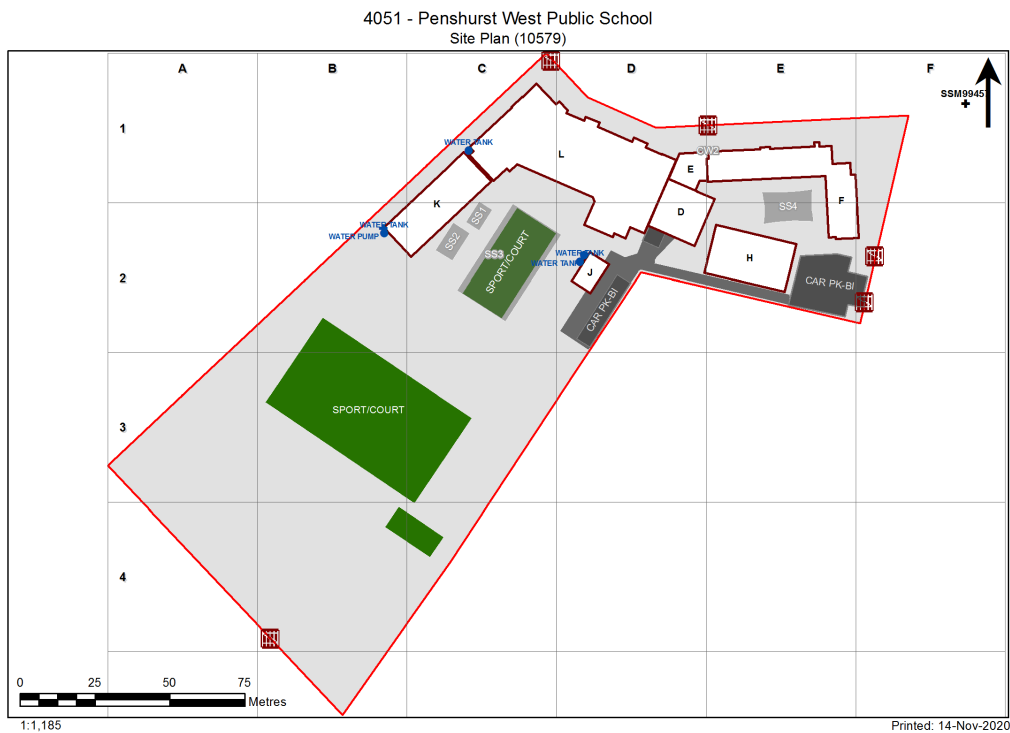 4051 - Penshurst West Public School
Site Plan (10579)
A
B
C
D
E
F
SSM99457
1
WATER TANK
CW2
L
E
K
WATER TANK
WATER PUMP
SS1
SS2
SS3
SPORT/COURT
D
SS4
F
2
WATER TANK
WATER TANK
J
H
CAR PK-BI
CAR PK-BI
SPORT/COURT
3
4
0 25 50 75
Metres
1:1,185
Printed: 14-Nov-2020